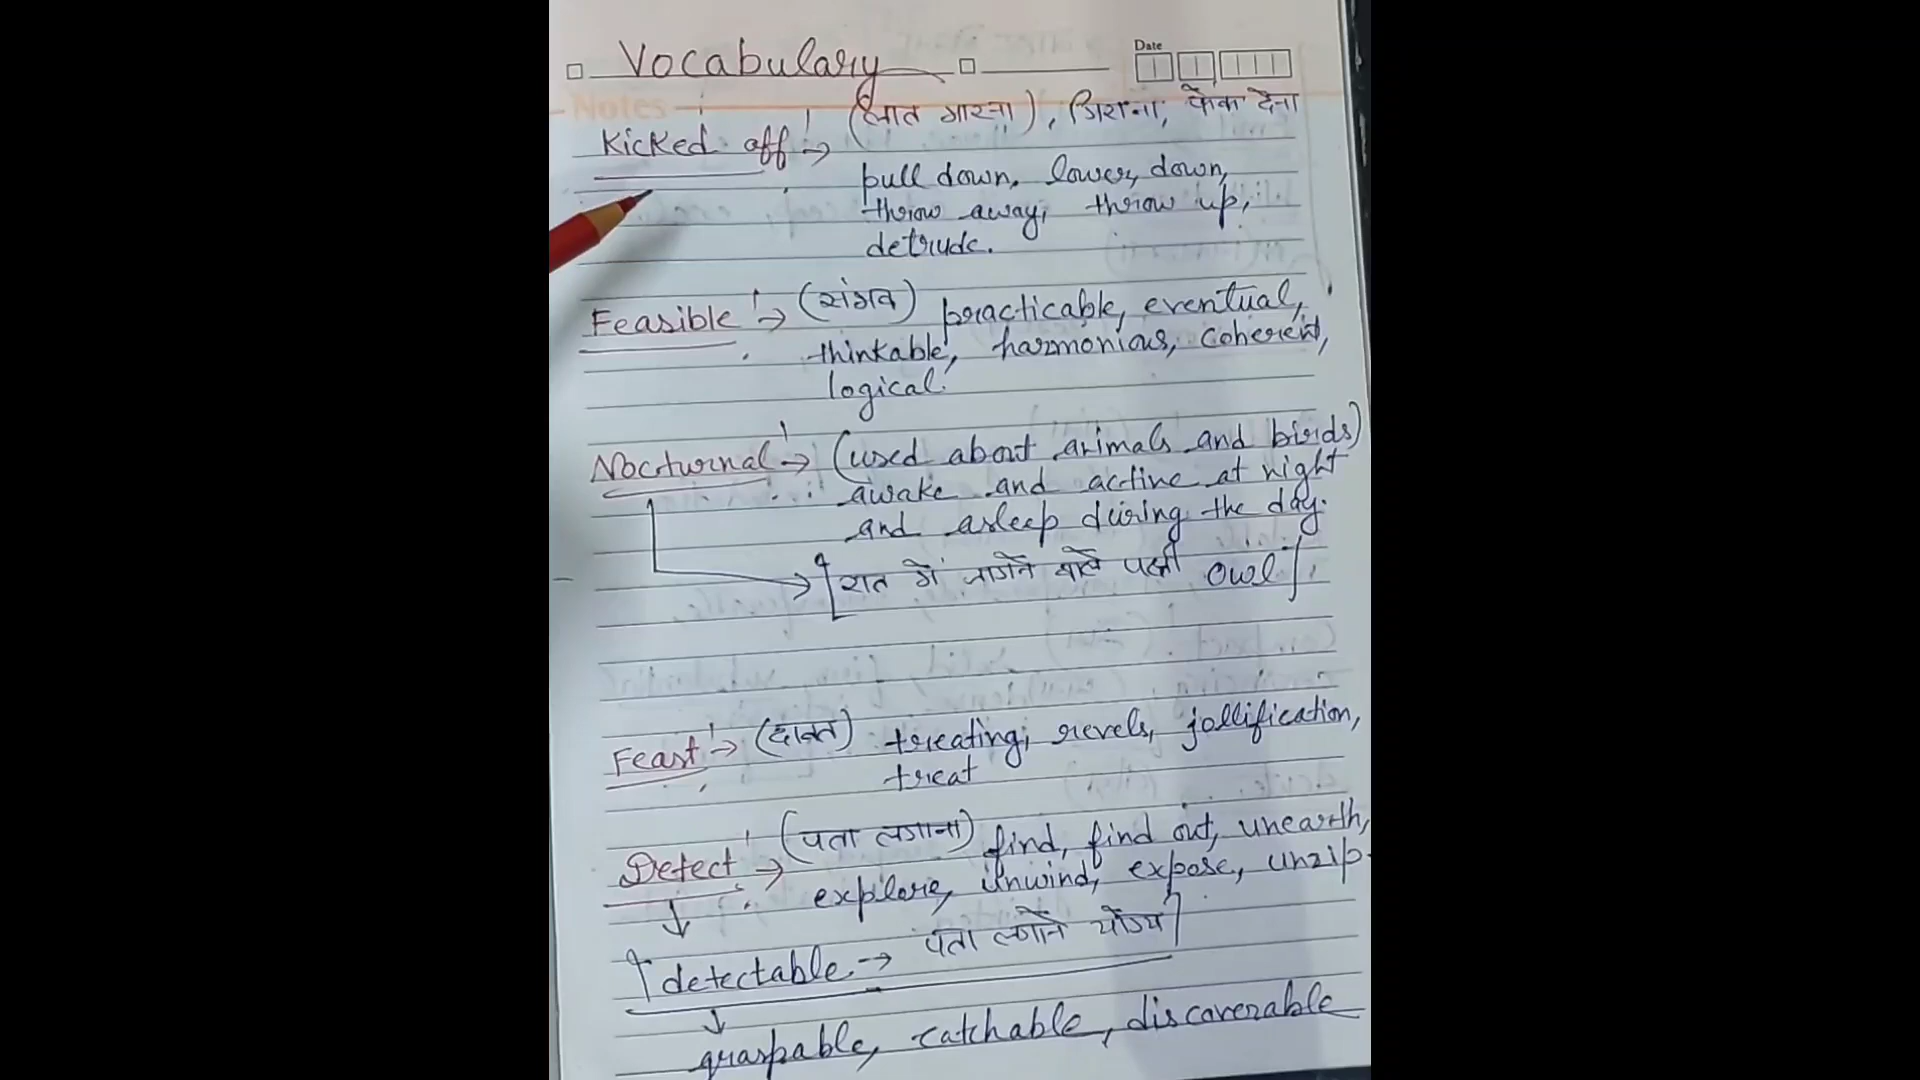 Vocabulary
Date
Notes
Kicked off → (लात मारना), गिराना, फेंक देना
pull down, lower down,
throw away, throw up,
detrude.
Feasible → (संभव) practicable, eventual,
thinkable, harmonious, coherent,
logical.
Nocturnal → (used about animals and birds)
awake and active at night
and asleep during the day.
→ [रात में जागने वाले पक्षी owl]
Feast → (दावत) treating, revels, jollification,
treat
Detect → (पता लगाना) find, find out, unearth,
explore, unwind, expose, unzip.
↓
[detectable → पता लगाने योग्य]
↓
graspable, catchable, discoverable